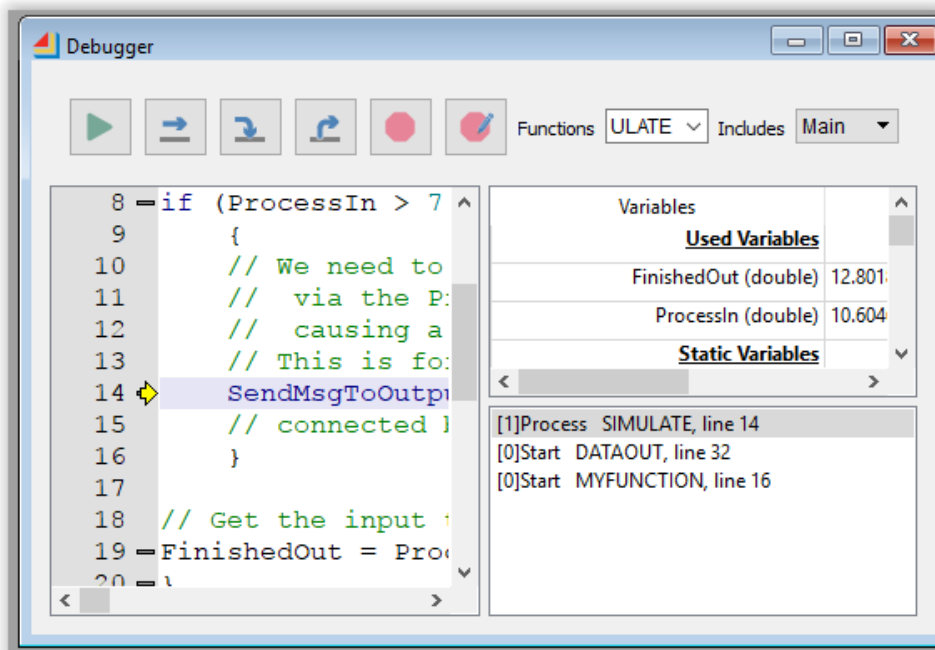 Debugger
Functions ULATE Includes Main
8 if (ProcessIn > 7
9 {
10 // We need to
11 // via the P
12 // causing a
13 // This is fo
14 SendMsgToOutp
15 // connected
16 }
17
18 // Get the input
19 FinishedOut = Proc
20 }
Variables
Used Variables
FinishedOut (double) 12.801
ProcessIn (double) 10.604
Static Variables
[1]Process SIMULATE, line 14
[0]Start DATAOUT, line 32
[0]Start MYFUNCTION, line 16